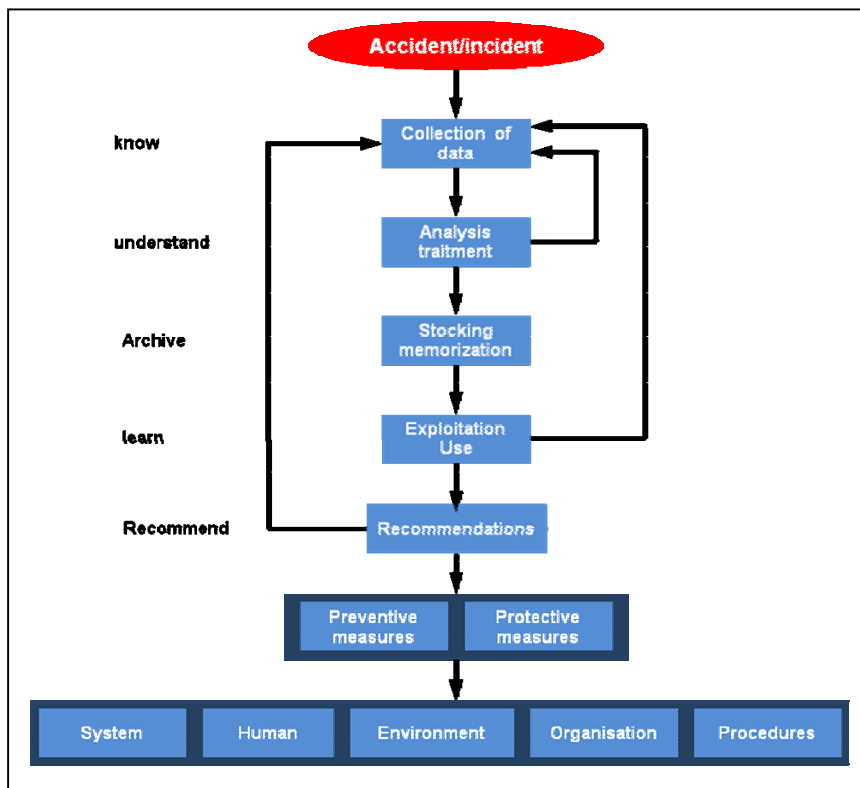 Accident/incident
know
Collection of
data
understand
Analysis
traitment
Archive
Stocking
memorization
learn
Exploitation
Use
Recommend
Recommendations
Preventive
measures
Protective
measures
System
Human
Environment
Organisation
Procedures